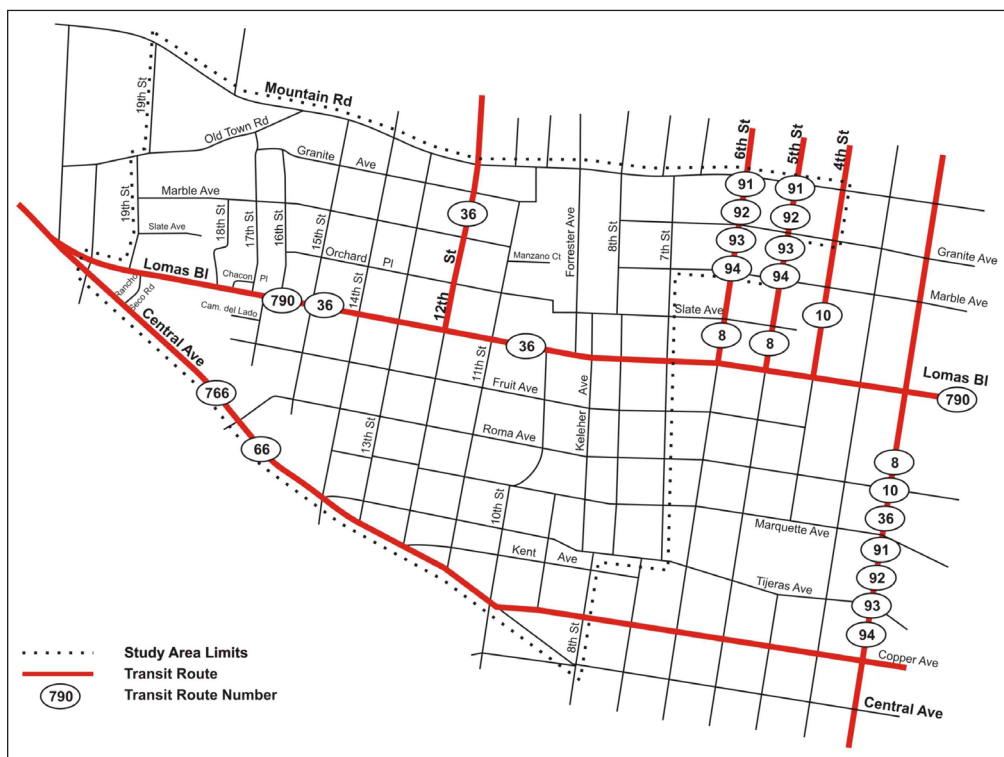 Mountain Rd
19th St
Old Town Rd
Granite Ave
6th St
5th St
4th St
91
91
92
92
93
93
94
94
36
Marble Ave
19th St
Slate Ave
18th St
17th St
16th St
15th St
Orchard Pl
14th St
12th St
Manzano Ct
Forrester Ave
8th St
7th St
Granite Ave
Marble Ave
Lomas Bl
Chacon Pl
Rancho
Seco Rd
Cam. del Lado
790
36
10
Slate Ave
8
8
36
11th St
Central Ave
Fruit Ave
Keleher Ave
Lomas Bl
790
766
66
13th St
Roma Ave
8
10
36
91
92
93
94
10th St
Marquette Ave
Kent Ave
Tijeras Ave
8th St
Copper Ave
Central Ave
Study Area Limits
Transit Route
790
Transit Route Number